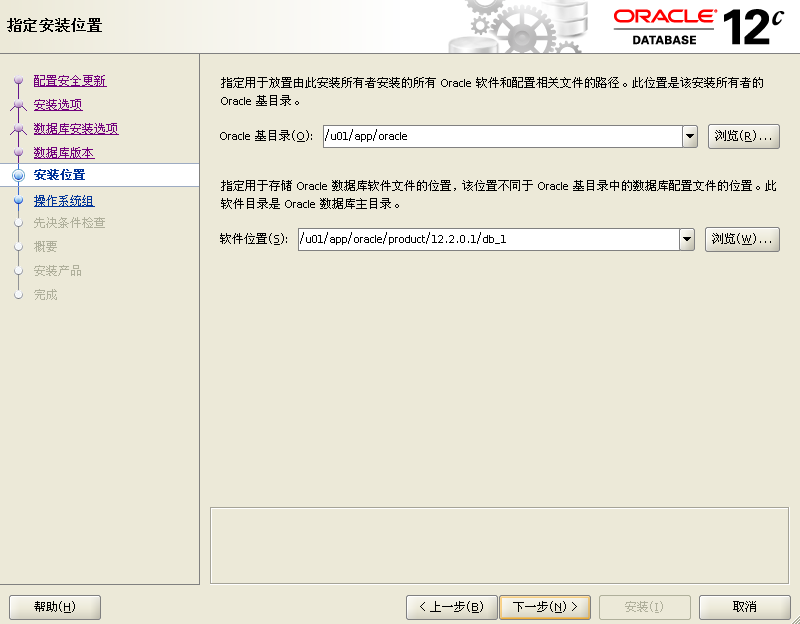 指定安装位置
ORACLE®
DATABASE
12c
配置安全更新
安装选项
数据库安装选项
数据库版本
安装位置
操作系统组
先决条件检查
概要
安装产品
完成
指定用于放置由此安装所有者安装的所有 Oracle 软件和配置相关文件的路径。此位置是该安装所有者的
Oracle 基目录。
Oracle 基目录(O): /u01/app/oracle 浏览(R)...
指定用于存储 Oracle 数据库软件文件的位置, 该位置不同于 Oracle 基目录中的数据库配置文件的位置。此
软件目录是 Oracle 数据库主目录。
软件位置(S): /u01/app/oracle/product/12.2.0.1/db_1 浏览(W)...
帮助(H) < 上一步(B) 下一步(N) > 安装(I) 取消